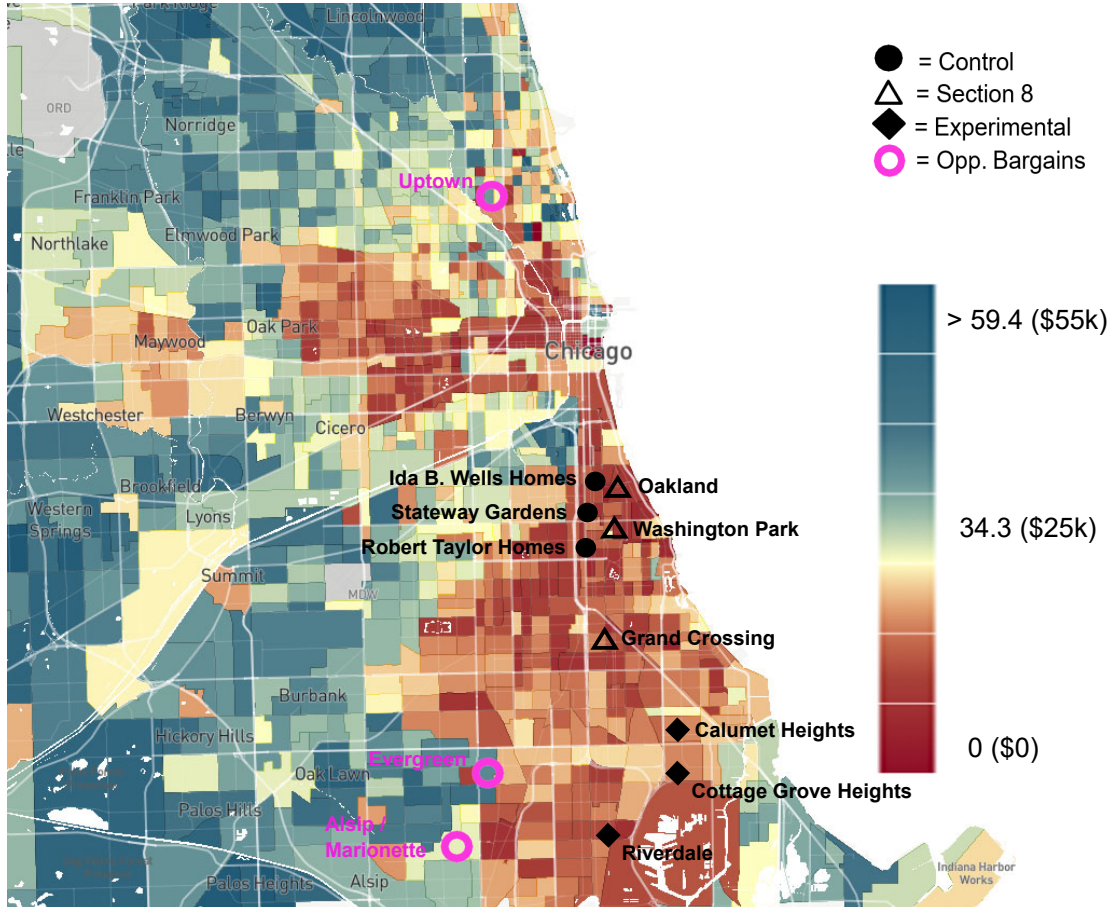 Park Ridge
Lincolnwood
ORD
Norridge
Franklin Park
Northlake
Elmwood Park
Uptown
Oak Park
Maywood
Chicago
Westchester
Berwyn
Cicero
Brookfield
Lyons
Western
Springs
Summit
MDW
Burbank
Hickory Hills
Oak Lawn
Palos Hills
Palos Heights
Alsip
Ida B. Wells Homes
Oakland
Stateway Gardens
Washington Park
Robert Taylor Homes
Grand Crossing
Calumet Heights
Evergreen
Cottage Grove Heights
Alsip /
Marionette
Riverdale
Indiana Harbor
Works
= Control
= Section 8
= Experimental
= Opp. Bargains
> 59.4 ($55k)
34.3 ($25k)
0 ($0)